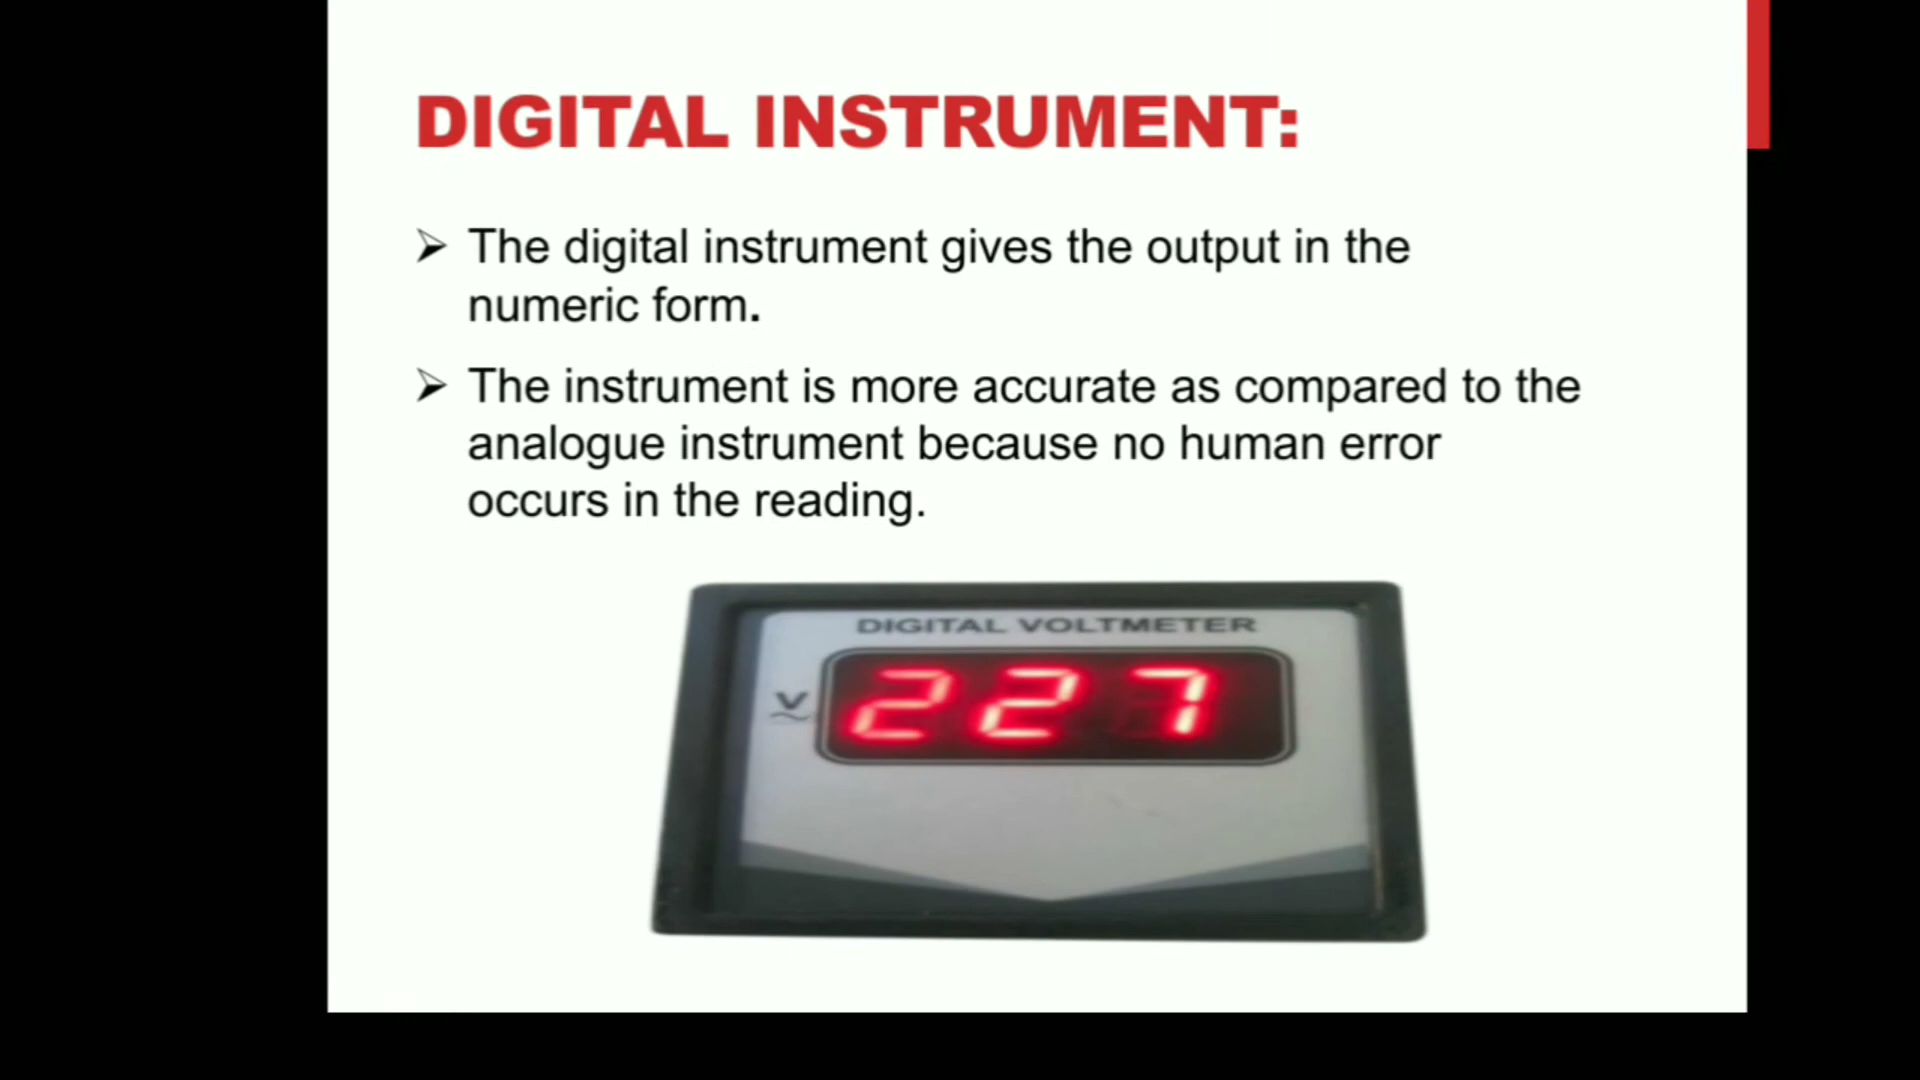 DIGITAL INSTRUMENT:
➢ The digital instrument gives the output in the
numeric form.
➢ The instrument is more accurate as compared to the
analogue instrument because no human error
occurs in the reading.
DIGITAL VOLTMETER
V
~
227